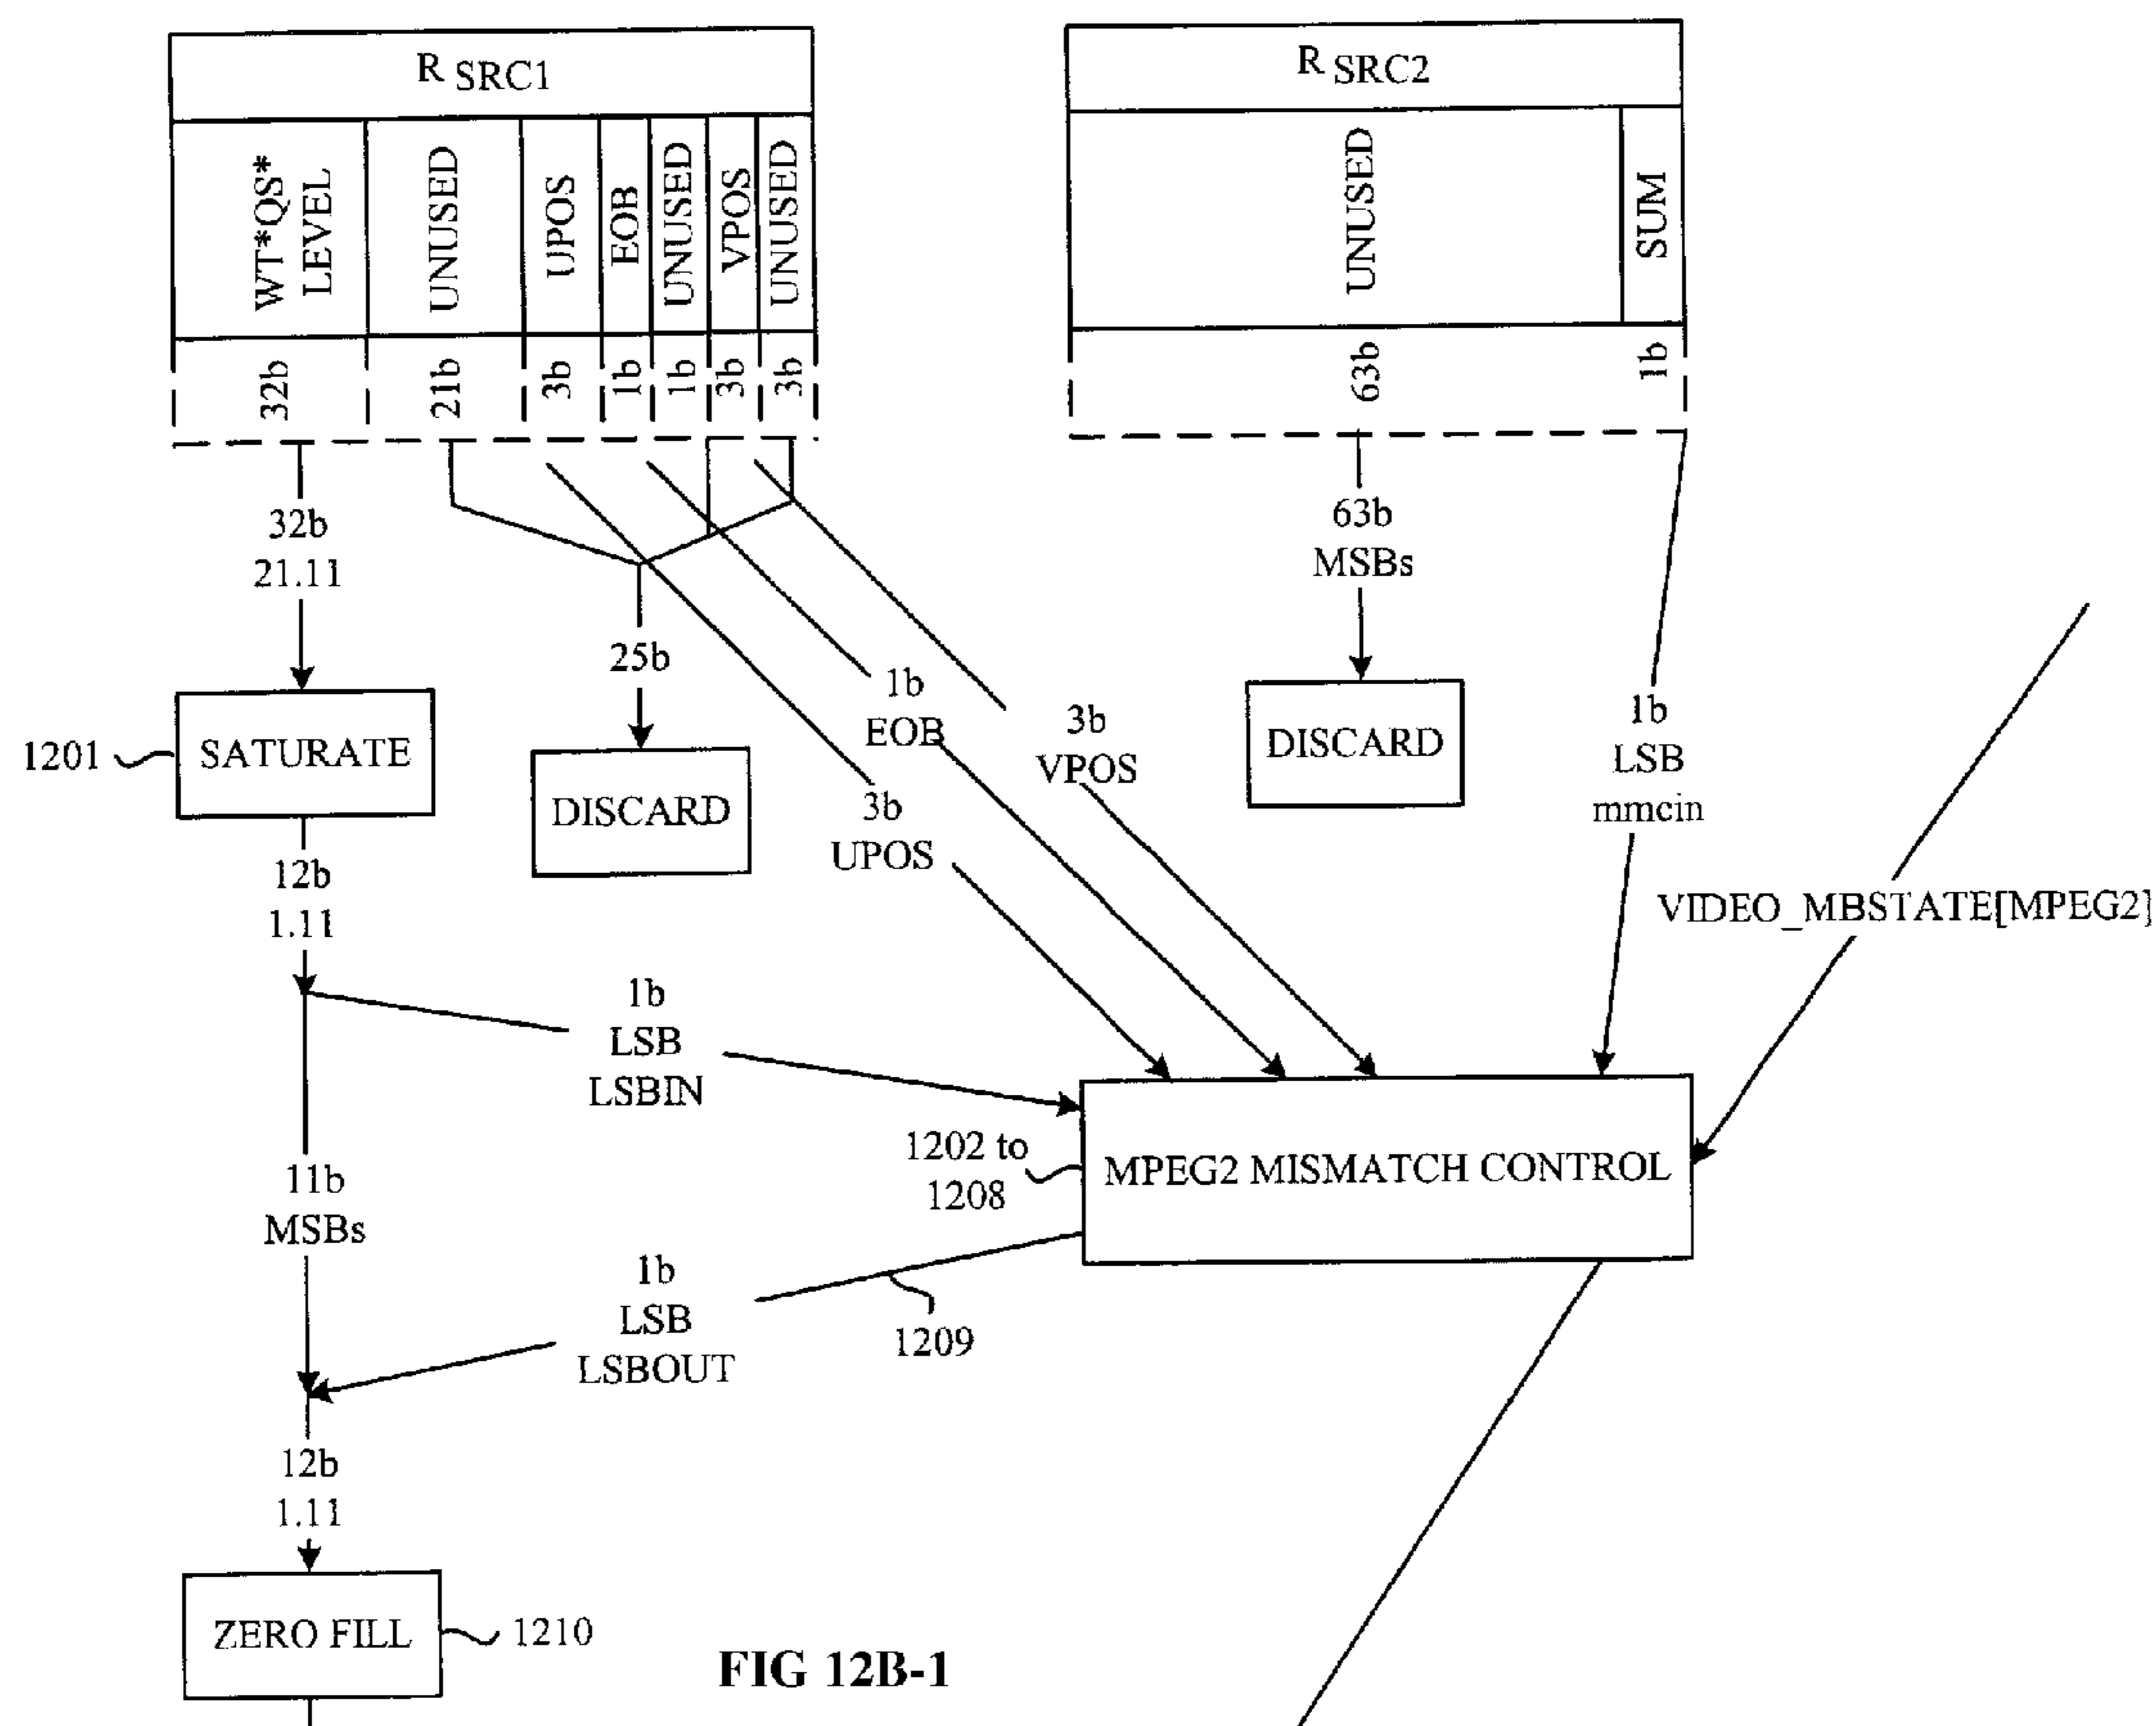 R SRC1
R SRC2
WT*QS*
LEVEL
UNUSED
UPOS
EOB
UNUSED
VPOS
UNUSED
UNUSED
SUM
32b
21b
3b
1b
1b
3b
3b
63b
1b
32b
21.11
63b
MSBs
25b
1b
EOB
3b
VPOS
1b
LSB
mmcin
1201
SATURATE
DISCARD
DISCARD
3b
UPOS
12b
1.11
VIDEO_MBSTATE[MPEG2]
1b
LSB
LSBIN
1202 to
1208
MPEG2 MISMATCH CONTROL
11b
MSBs
1b
LSB
LSBOUT
1209
12b
1.11
ZERO FILL
1210
FIG 12B-1